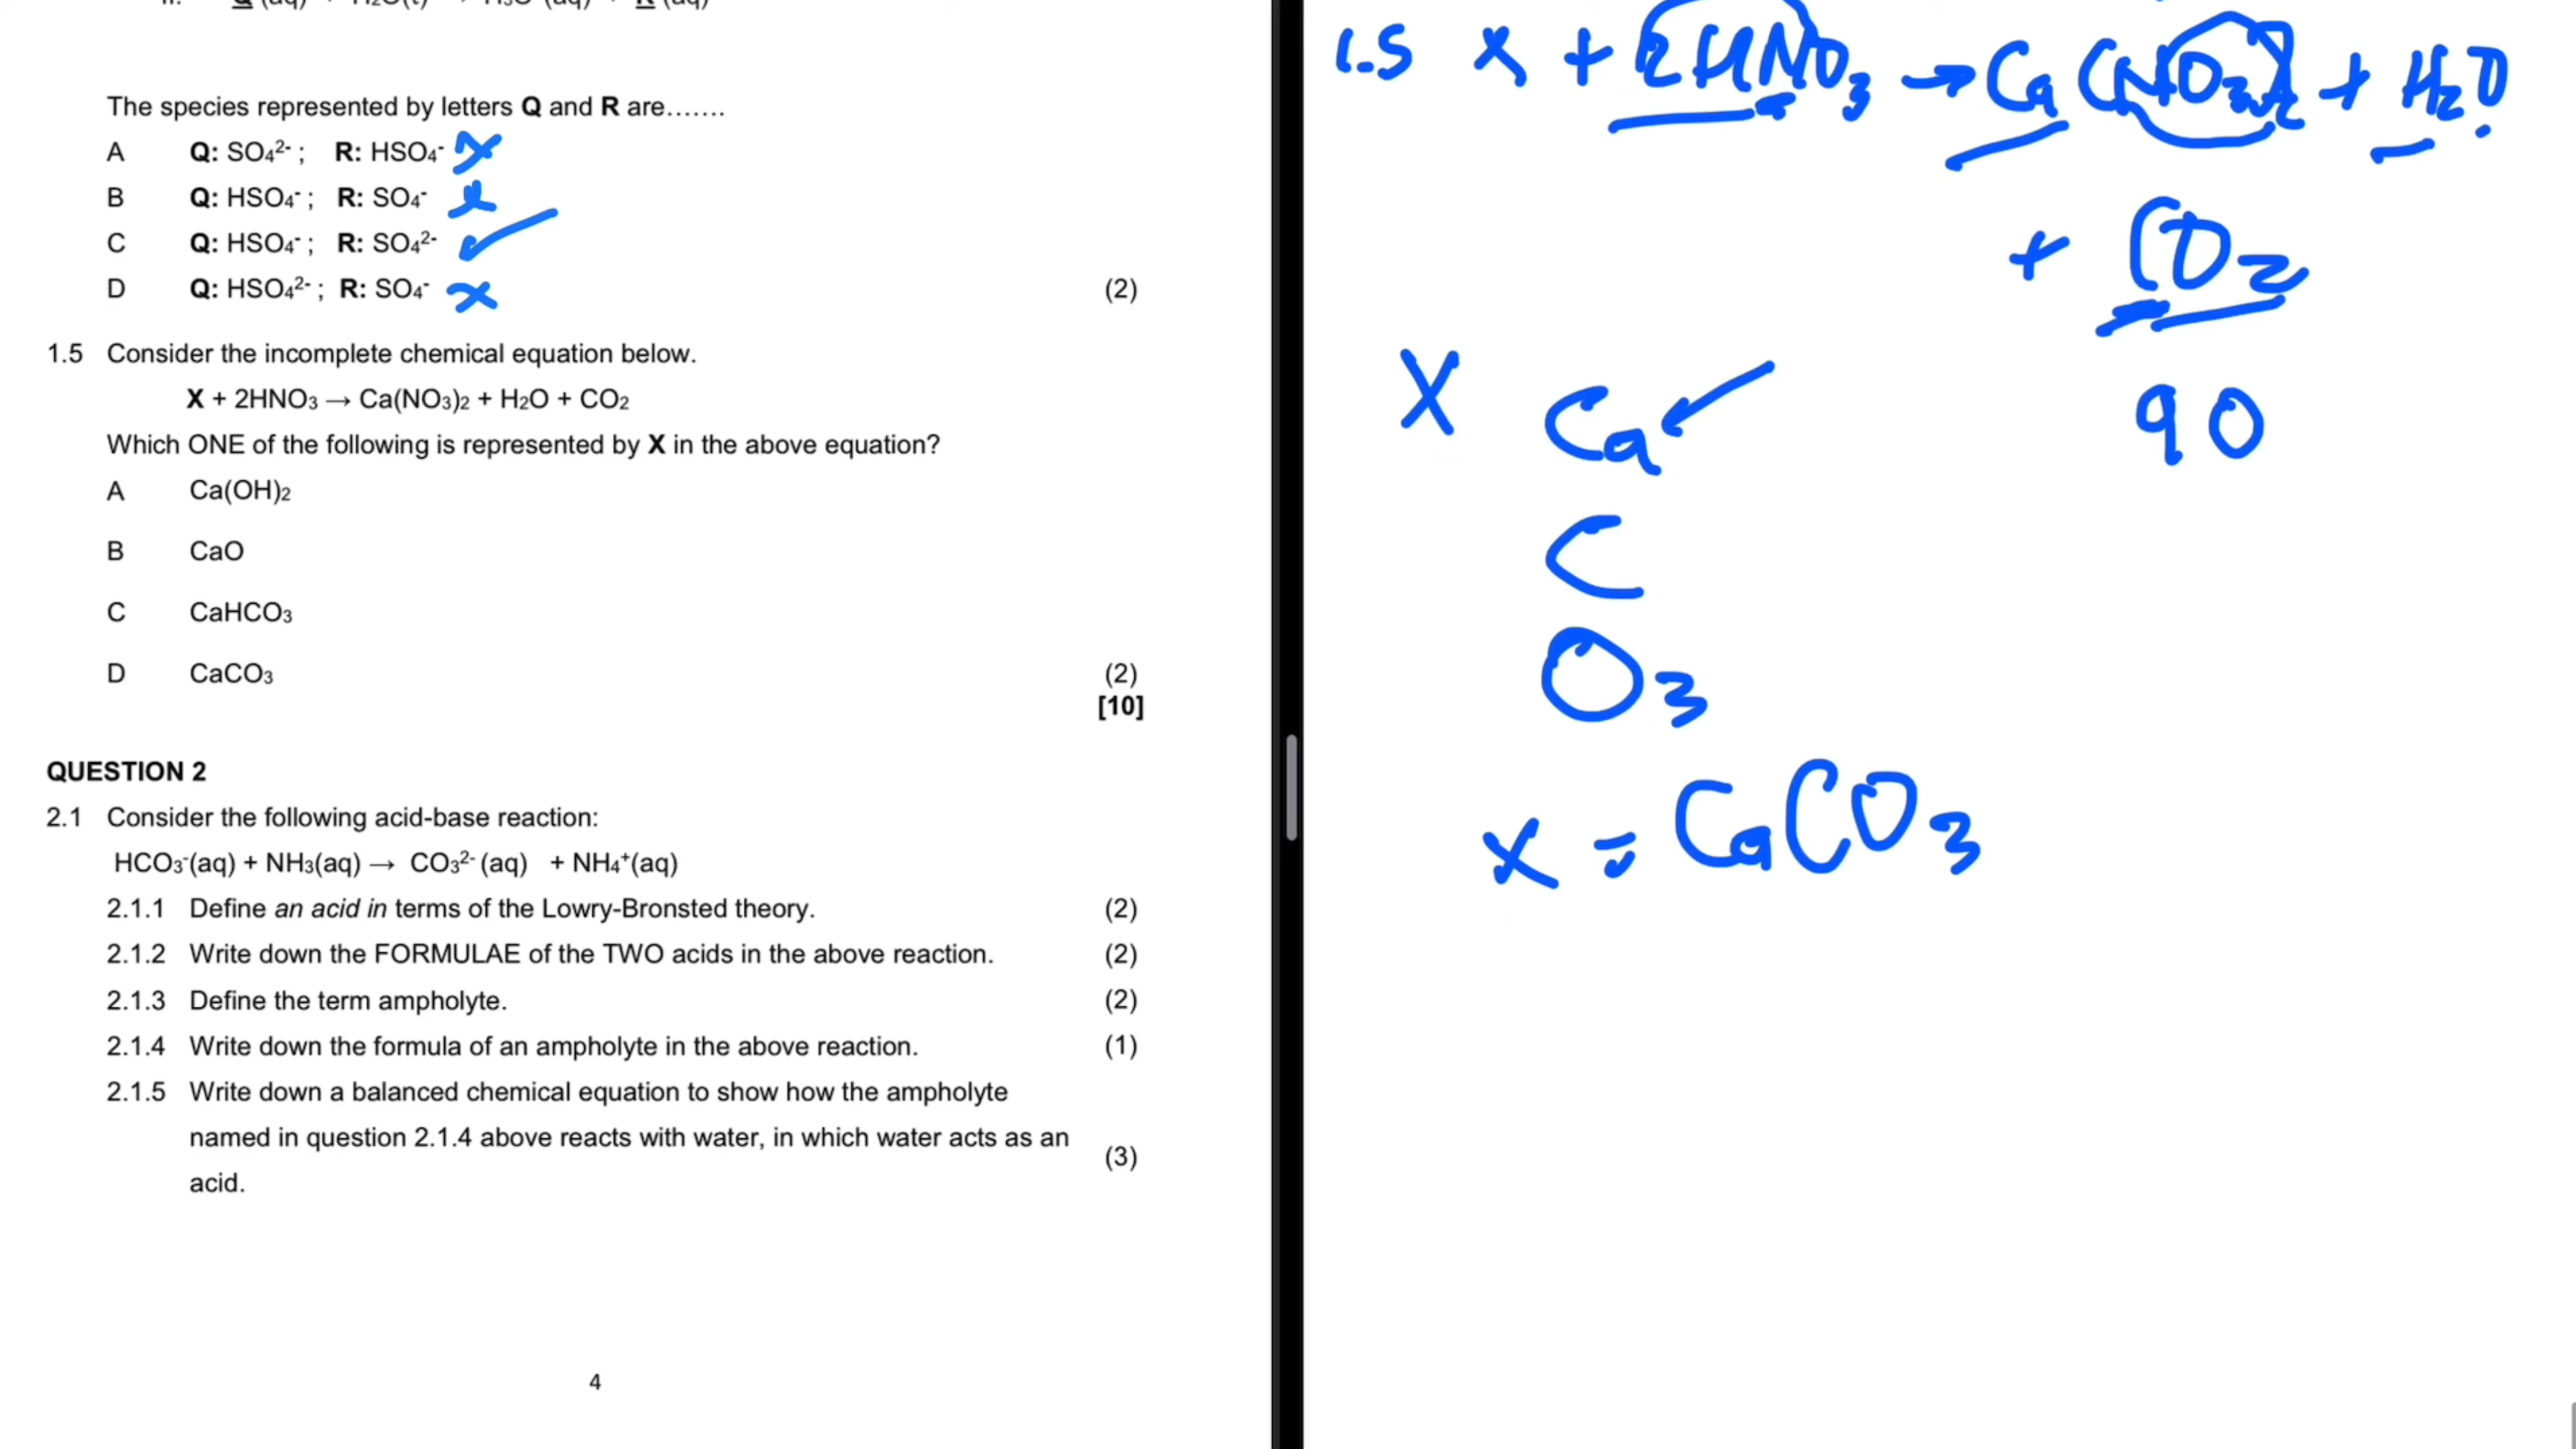 The species represented by letters Q and R are.......
A Q: SO₄²⁻ ; R: HSO₄⁻
B Q: HSO₄⁻ ; R: SO₄⁻
C Q: HSO₄⁻ ; R: SO₄²⁻
D Q: HSO₄²⁻ ; R: SO₄⁻ (2)
1.5 Consider the incomplete chemical equation below.
X + 2HNO₃ → Ca(NO₃)₂ + H₂O + CO₂
Which ONE of the following is represented by X in the above equation?
A Ca(OH)₂
B CaO
C CaHCO₃
D CaCO₃ (2)
[10]
QUESTION 2
2.1 Consider the following acid-base reaction:
HCO₃⁻(aq) + NH₃(aq) → CO₃²⁻ (aq) + NH₄⁺(aq)
2.1.1 Define an acid in terms of the Lowry-Bronsted theory. (2)
2.1.2 Write down the FORMULAE of the TWO acids in the above reaction. (2)
2.1.3 Define the term ampholyte. (2)
2.1.4 Write down the formula of an ampholyte in the above reaction. (1)
2.1.5 Write down a balanced chemical equation to show how the ampholyte
named in question 2.1.4 above reacts with water, in which water acts as an
acid. (3)
4
1.5 X + 2HNO₃ → Ca(NO₃)₂ + H₂O
+ CO₂
X Ca
90
C
O₃
X = CaCO₃